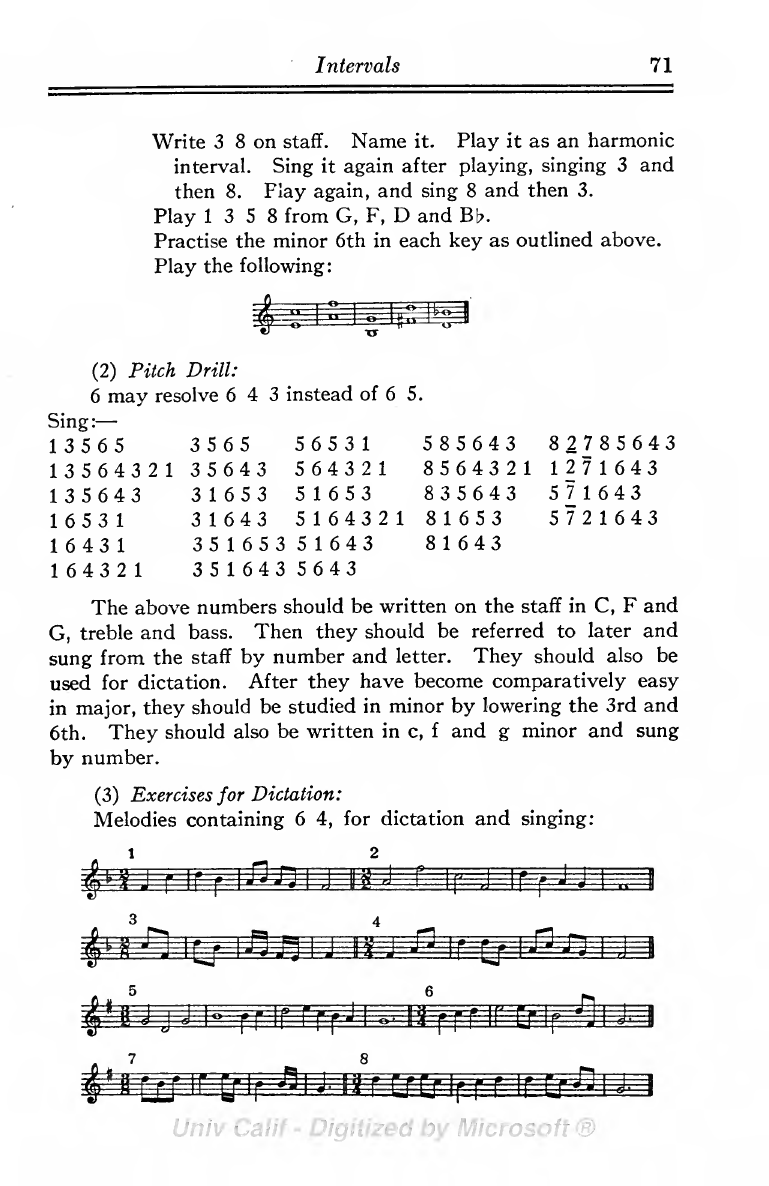 Intervals 71
Write 3 8 on staff. Name it. Play it as an harmonic
interval. Sing it again after playing, singing 3 and
then 8. Flay again, and sing 8 and then 3.
Play 1 3 5 8 from G, F, D and B♭.
Practise the minor 6th in each key as outlined above.
Play the following:
(2) Pitch Drill:
6 may resolve 6 4 3 instead of 6 5.
Sing:—
1 3 5 6 5 3 5 6 5 5 6 5 3 1 5 8 5 6 4 3 8 2̲ 7̲ 8 5 6 4 3
1 3 5 6 4 3 2 1 3 5 6 4 3 5 6 4 3 2 1 8 5 6 4 3 2 1 1 2 7 1 6 4 3
1 3 5 6 4 3 3 1 6 5 3 5 1 6 5 3 8 3 5 6 4 3 5 7̅ 1 6 4 3
1 6 5 3 1 3 1 6 4 3 5 1 6 4 3 2 1 8 1 6 5 3 5 7̅ 2 1 6 4 3
1 6 4 3 1 3 5 1 6 5 3 5 1 6 4 3 8 1 6 4 3
1 6 4 3 2 1 3 5 1 6 4 3 5 6 4 3
The above numbers should be written on the staff in C, F and
G, treble and bass. Then they should be referred to later and
sung from the staff by number and letter. They should also be
used for dictation. After they have become comparatively easy
in major, they should be studied in minor by lowering the 3rd and
6th. They should also be written in c, f and g minor and sung
by number.
(3) Exercises for Dictation:
Melodies containing 6 4, for dictation and singing:
1 2
3 4
5 6
7 8
Univ Calif - Digitized by Microsoft ®